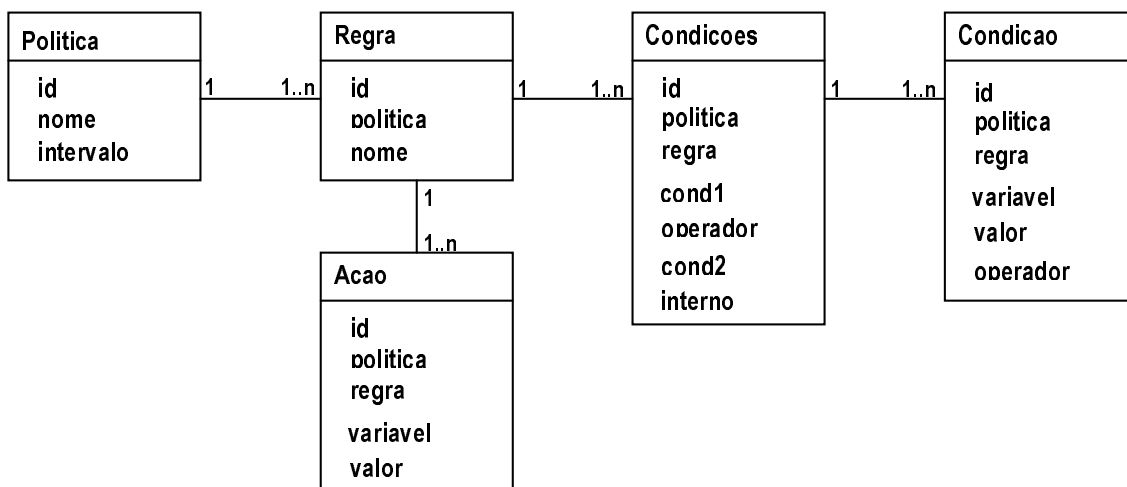 Politica
id
nome
intervalo
1
1..n
Regra
id
politica
nome
1
1..n
Condicoes
id
politica
regra
cond1
operador
cond2
interno
1
1..n
Condicao
id
politica
regra
variavel
valor
operador
1
1..n
Acao
id
politica
regra
variavel
valor